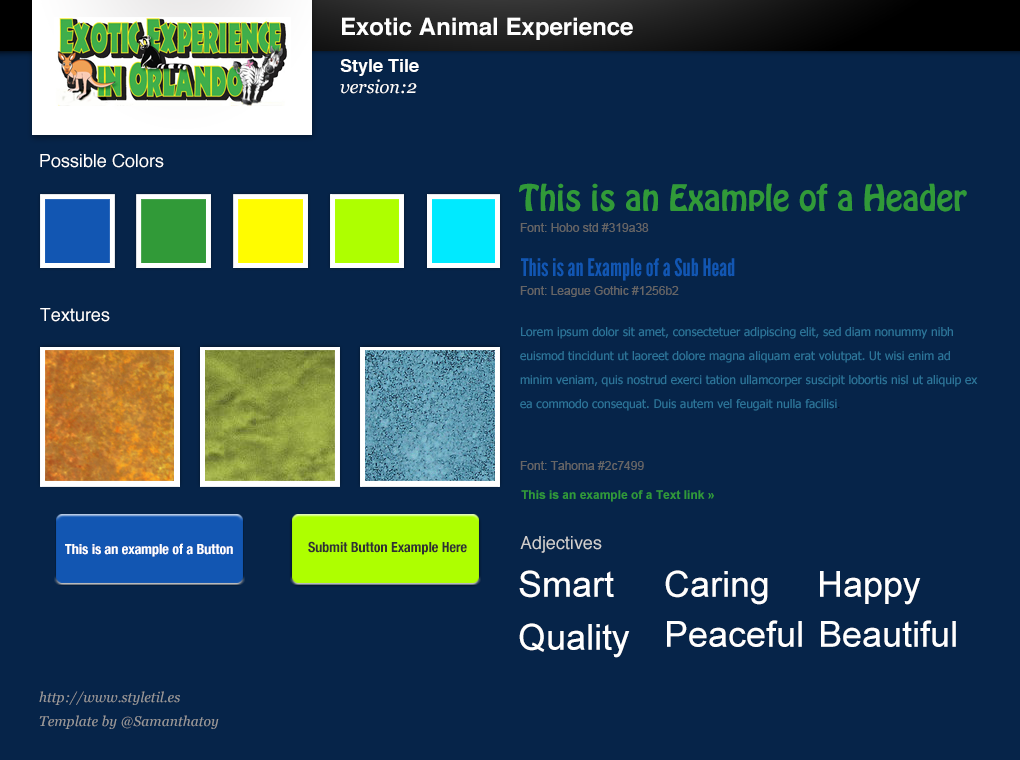 Exotic Experience
in Orlando
Exotic Animal Experience
Style Tile
version:2
Possible Colors
Textures
This is an example of a Button
Submit Button Example Here
http://www.styletil.es
Template by @Samanthatoy
This is an Example of a Header
Font: Hobo std #319a38
This is an Example of a Sub Head
Font: League Gothic #1256b2
Lorem ipsum dolor sit amet, consectetuer adipiscing elit, sed diam nonummy nibh
euismod tincidunt ut laoreet dolore magna aliquam erat volutpat. Ut wisi enim ad
minim veniam, quis nostrud exerci tation ullamcorper suscipit lobortis nisl ut aliquip ex
ea commodo consequat. Duis autem vel feugait nulla facilisi
Font: Tahoma #2c7499
This is an example of a Text link »
Adjectives
Smart Caring Happy
Quality Peaceful Beautiful